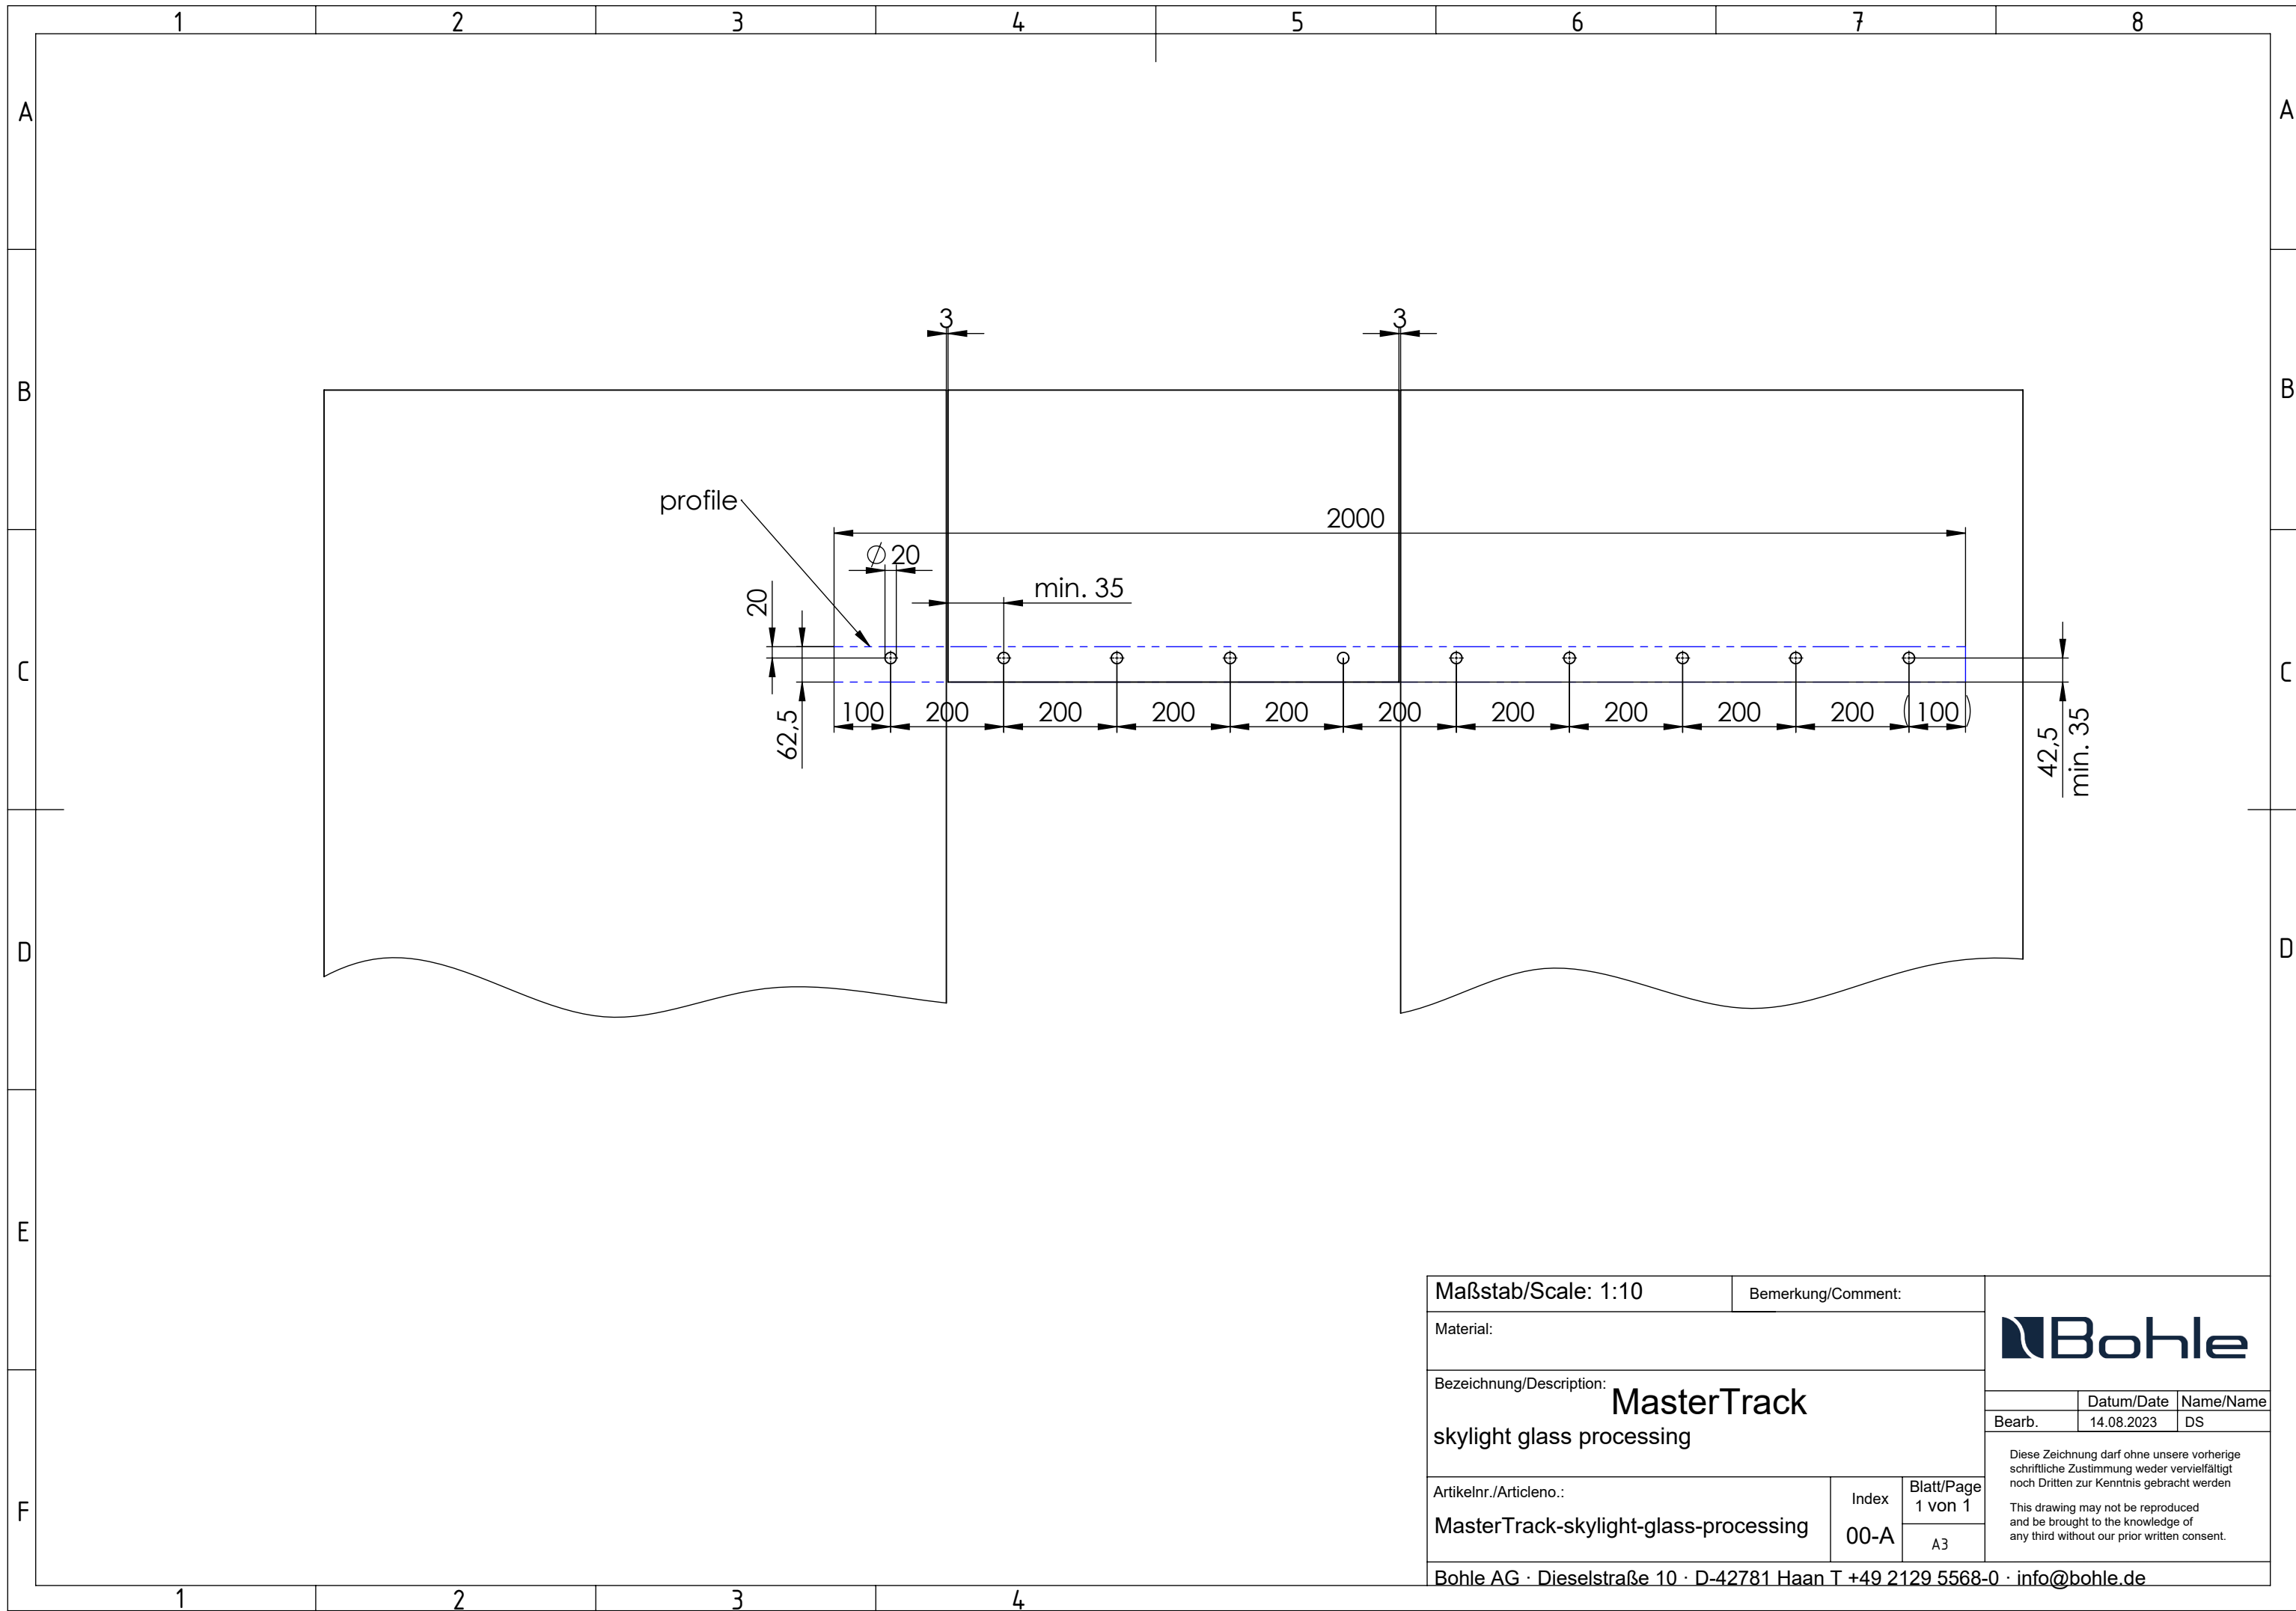 1 2 3 4 5 6 7 8
A A
B B
C C
D D
E
F
3 3
profile
2000
⌀ 20
min. 35
20
62,5
100 200 200 200 200 200 200 200 200 200 (100)
42,5
min. 35
Maßstab/Scale: 1:10
Bemerkung/Comment:
Material:
Bezeichnung/Description:
MasterTrack
skylight glass processing
Artikelnr./Articleno.:
MasterTrack-skylight-glass-processing
Index
00-A
Blatt/Page
1 von 1
A3
Bohle
Datum/Date Name/Name
Bearb. 14.08.2023 DS
Diese Zeichnung darf ohne unsere vorherige
schriftliche Zustimmung weder vervielfältigt
noch Dritten zur Kenntnis gebracht werden
This drawing may not be reproduced
and be brought to the knowledge of
any third without our prior written consent.
Bohle AG · Dieselstraße 10 · D-42781 Haan T +49 2129 5568-0 · info@bohle.de
1 2 3 4